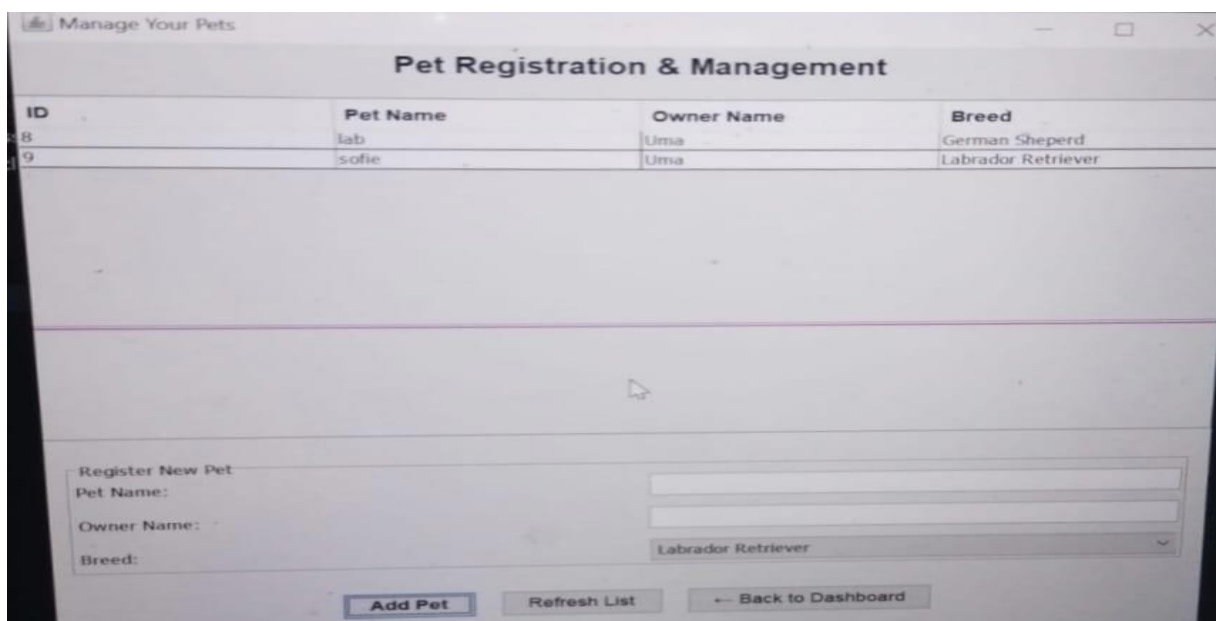 Manage Your Pets
Pet Registration & Management
ID Pet Name Owner Name Breed
8 lab Uma German Sheperd
9 sofie Uma Labrador Retriever
Register New Pet
Pet Name:
Owner Name:
Breed: Labrador Retriever
Add Pet Refresh List ← Back to Dashboard